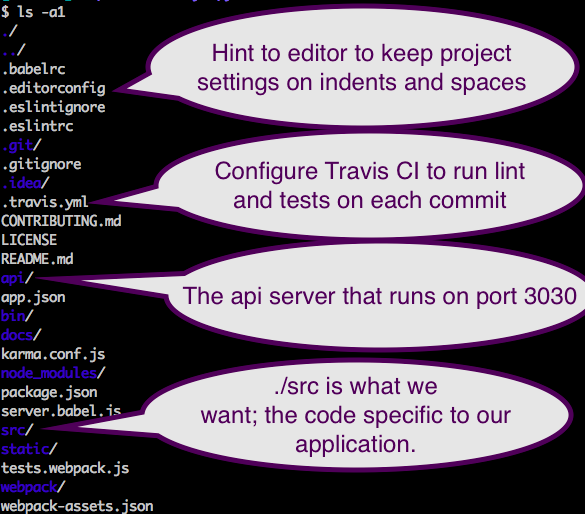 $ ls -a1
./
../
.babelrc
.editorconfig
.eslintignore
.eslintrc
.git/
.gitignore
.idea/
.travis.yml
CONTRIBUTING.md
LICENSE
README.md
api/
app.json
bin/
docs/
karma.conf.js
node_modules/
package.json
server.babel.js
src/
static/
tests.webpack.js
webpack/
webpack-assets.json
Hint to editor to keep project
settings on indents and spaces
Configure Travis CI to run lint
and tests on each commit
The api server that runs on port 3030
./src is what we
want; the code specific to our
application.